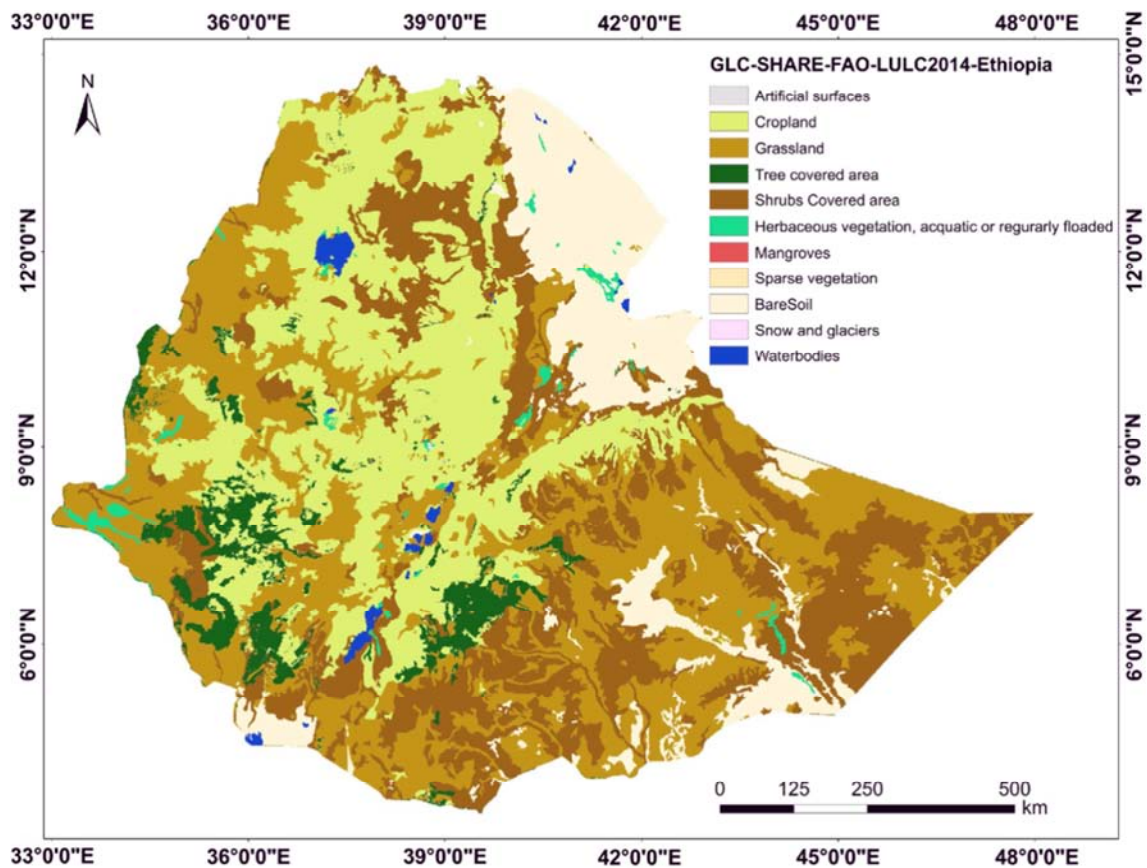 33°0'0"E 36°0'0"E 39°0'0"E 42°0'0"E 45°0'0"E 48°0'0"E
15°0'0"N
N
GLC-SHARE-FAO-LULC2014-Ethiopia
Artificial surfaces
Cropland
Grassland
Tree covered area
Shrubs Covered area
Herbaceous vegetation, acquatic or regurarly floaded
Mangroves
Sparse vegetation
BareSoil
Snow and glaciers
Waterbodies
12°0'0"N 12°0'0"N
9°0'0"N 9°0'0"N
6°0'0"N 6°0'0"N
0 125 250 500
km
33°0'0"E 36°0'0"E 39°0'0"E 42°0'0"E 45°0'0"E 48°0'0"E